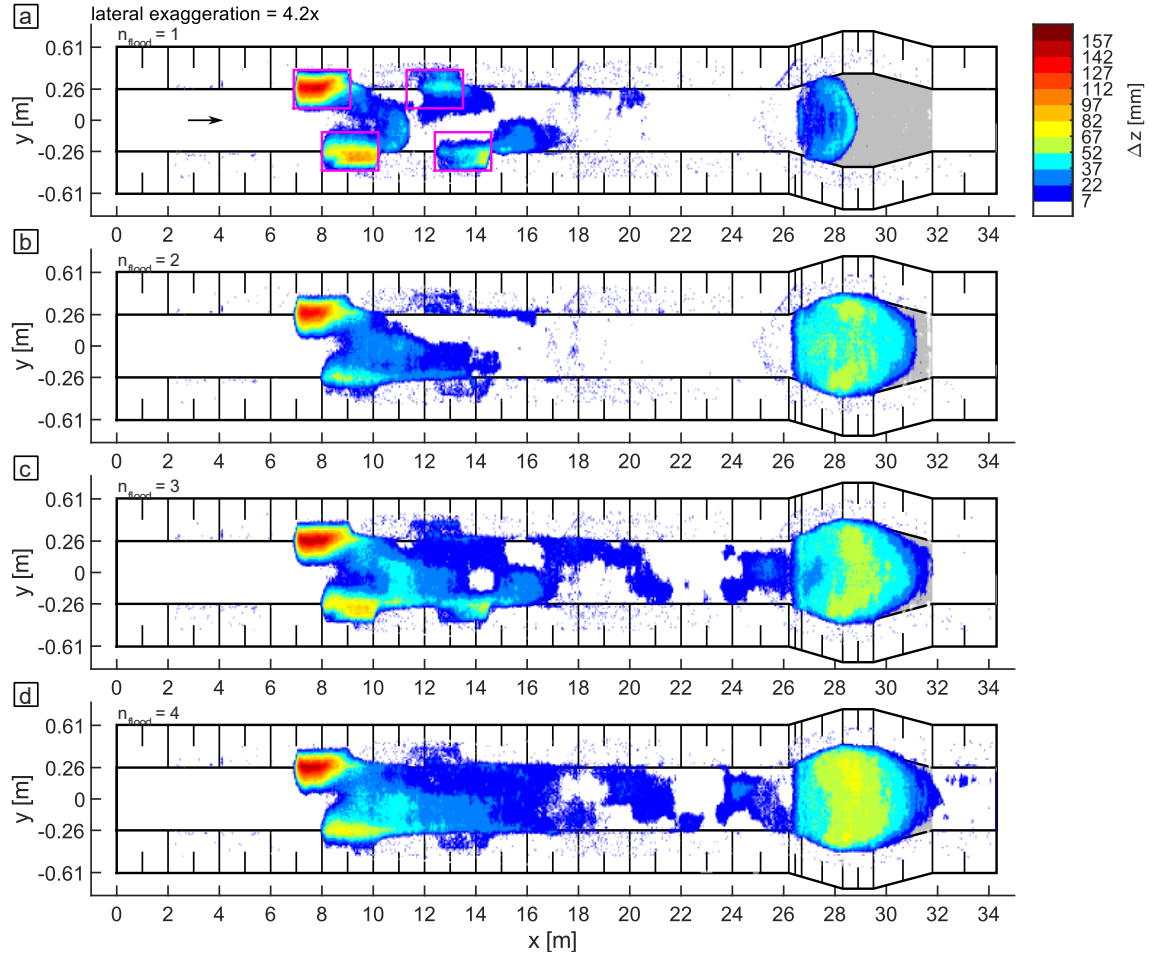 a lateral exaggeration = 4.2x
n_flood = 1
0.61
0.26
0
-0.26
-0.61
y [m]
0 2 4 6 8 10 12 14 16 18 20 22 24 26 28 30 32 34
157
142
127
112
97
82
67
52
37
22
7
Δz [mm]
b
n_flood = 2
0.61
0.26
0
-0.26
-0.61
y [m]
0 2 4 6 8 10 12 14 16 18 20 22 24 26 28 30 32 34
c
n_flood = 3
0.61
0.26
0
-0.26
-0.61
y [m]
0 2 4 6 8 10 12 14 16 18 20 22 24 26 28 30 32 34
d
n_flood = 4
0.61
0.26
0
-0.26
-0.61
y [m]
0 2 4 6 8 10 12 14 16 18 20 22 24 26 28 30 32 34
x [m]